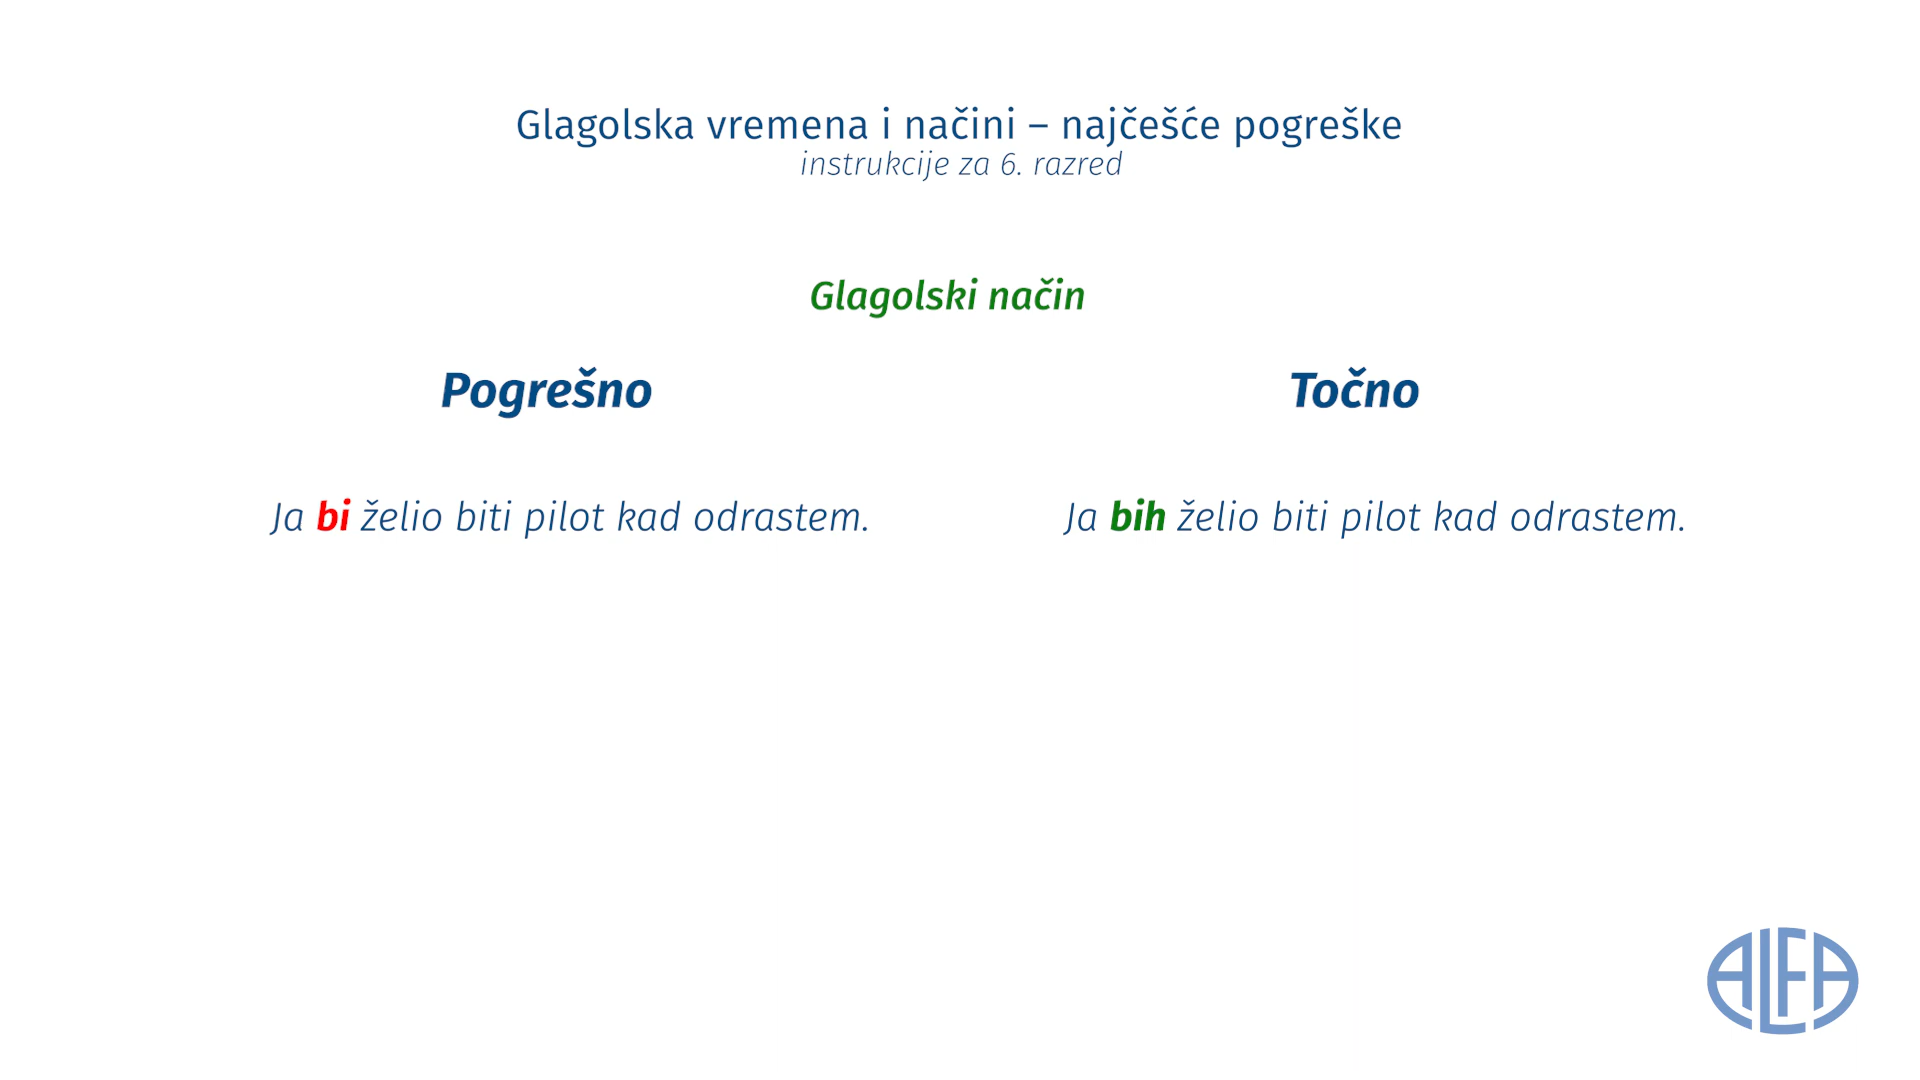 Glagolska vremena i načini – najčešće pogreške
instrukcije za 6. razred
Glagolski način
Pogrešno
Točno
Ja bi želio biti pilot kad odrastem.
Ja bih želio biti pilot kad odrastem.
ALFA